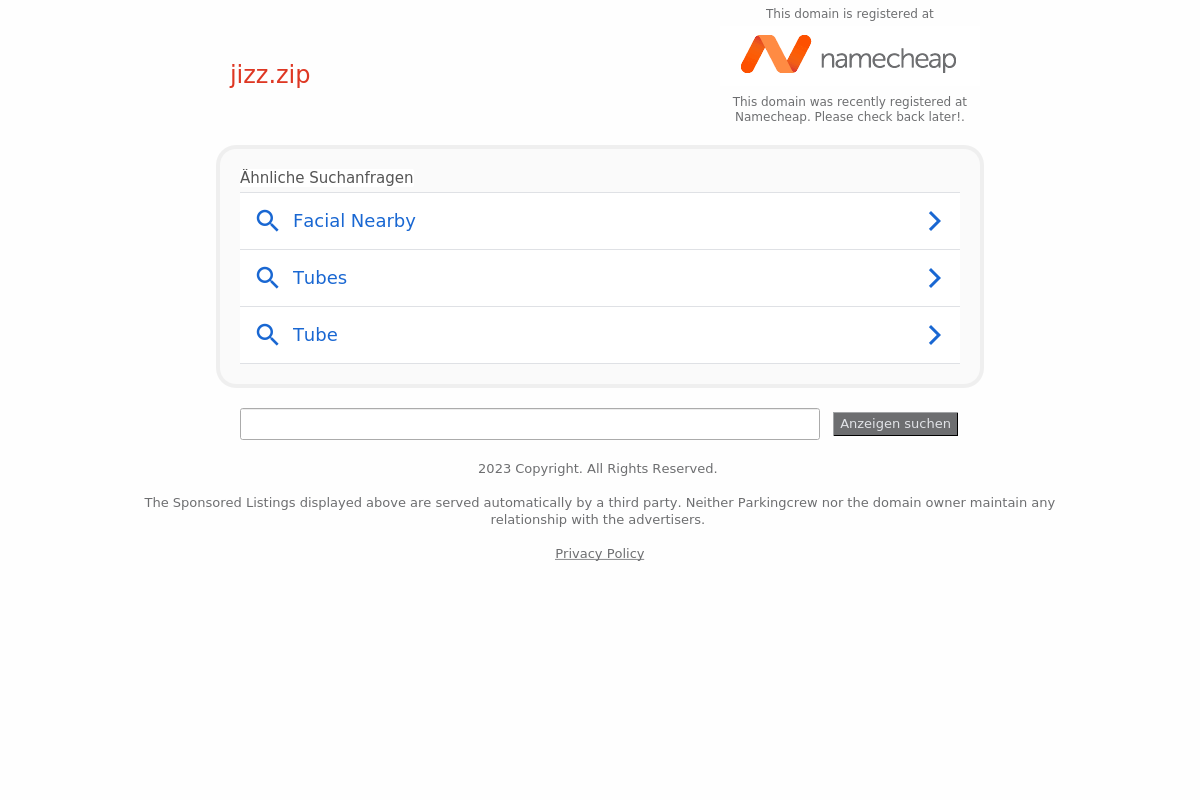 This domain is registered at
namecheap
jizz.zip
This domain was recently registered at
Namecheap. Please check back later!.
Ähnliche Suchanfragen
Facial Nearby
Tubes
Tube
Anzeigen suchen
2023 Copyright. All Rights Reserved.
The Sponsored Listings displayed above are served automatically by a third party. Neither Parkingcrew nor the domain owner maintain any
relationship with the advertisers.
Privacy Policy